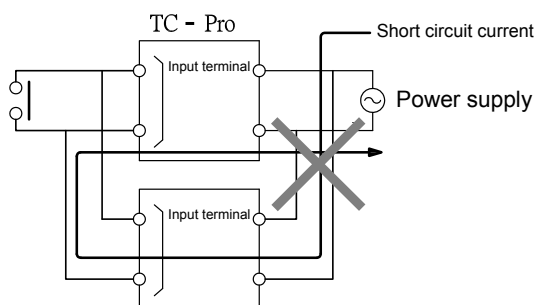 TC - Pro
Short circuit current
Input terminal
Power supply
Input terminal